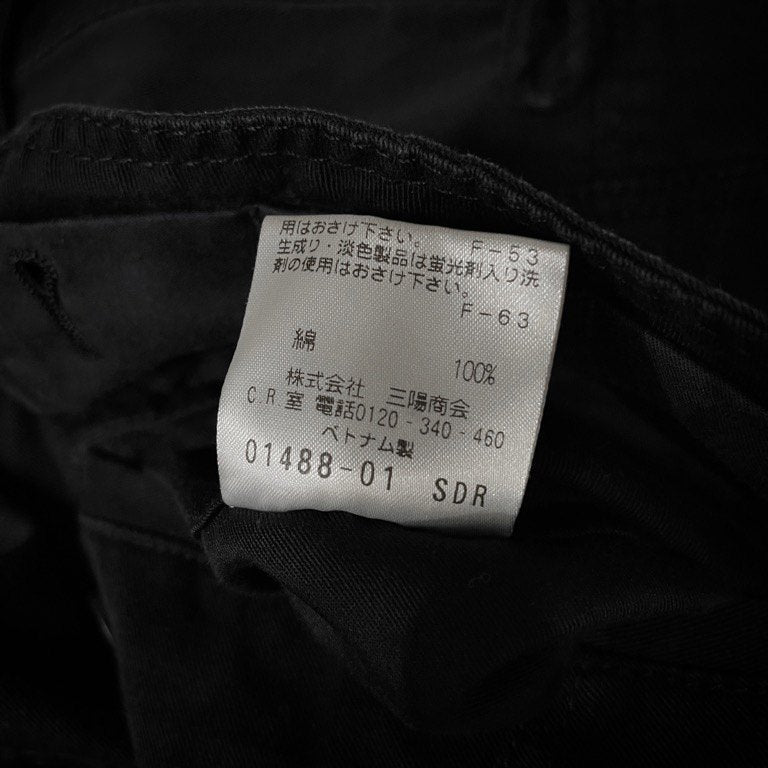 用はおさけ下さい。 F-53
生成り・淡色製品は蛍光剤入り洗
剤の使用はおさけ下さい。
F-63
綿 100%
株式会社 三陽商会
C.R室 電話0120-340-460
ベトナム製
01488-01 SDR